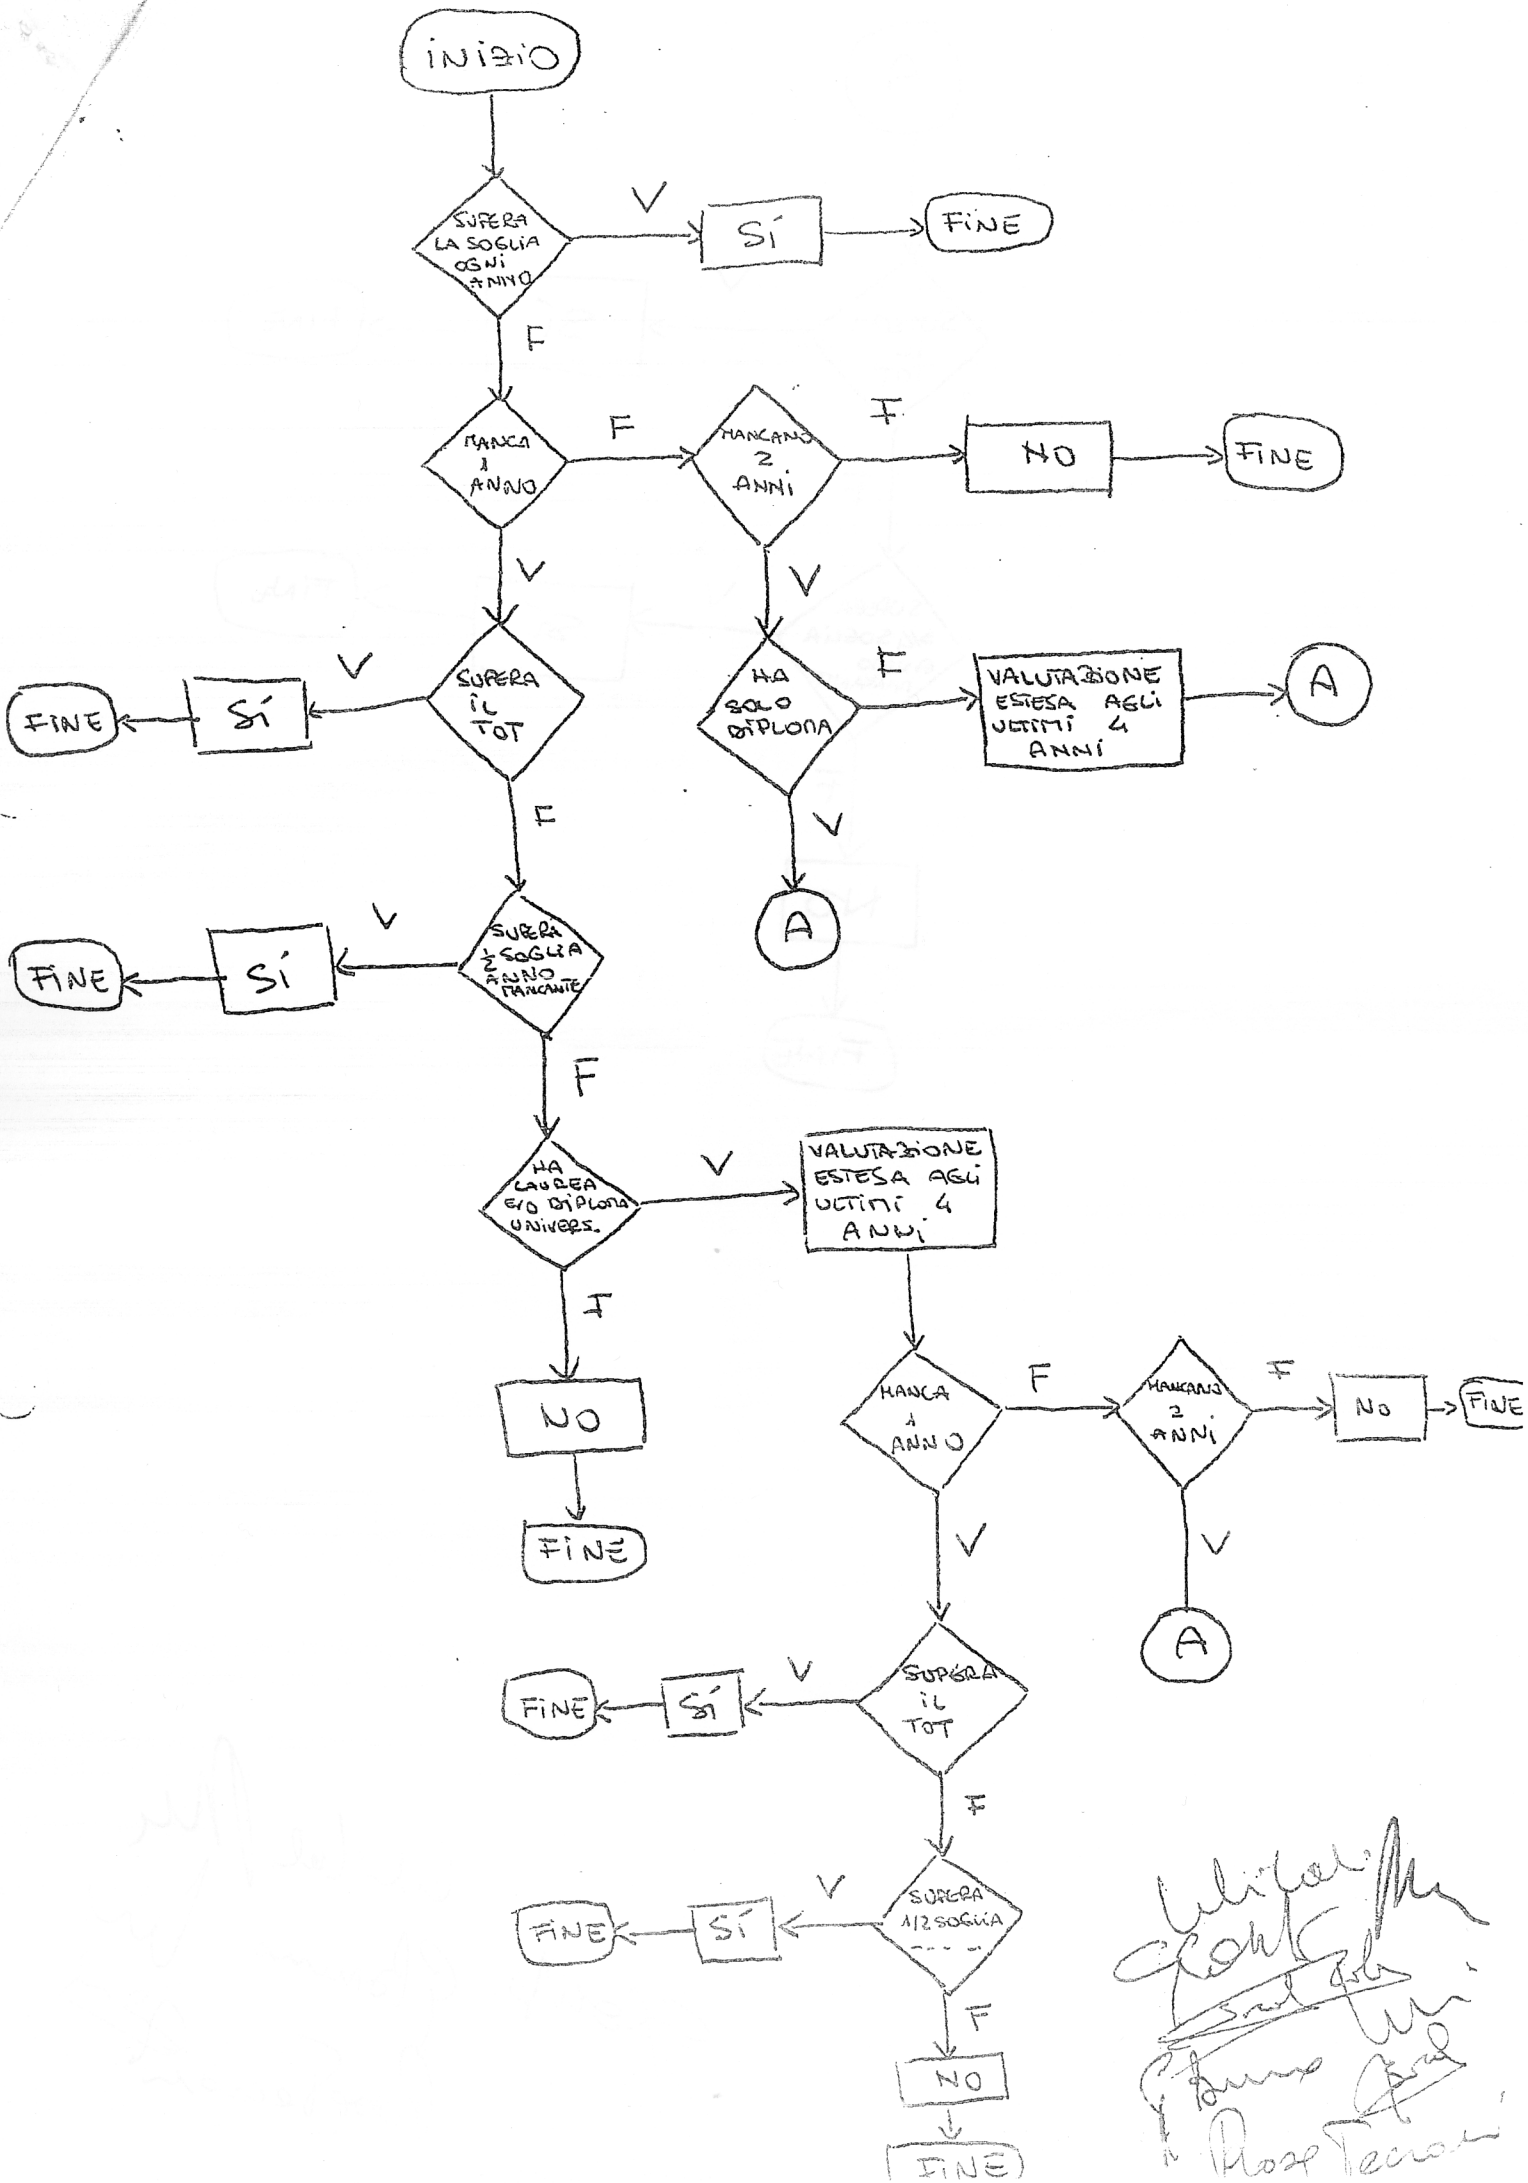 INIZIO
SUPERA
LA SOGLIA
OGNI
ANNO
V
SÍ
FINE
F
MANCA
1
ANNO
F
MANCANO
2
ANNI
F
NO
FINE
V
V
SUPERA
IL
TOT
V
SÍ
FINE
HA
SOLO
DIPLOMA
F
VALUTAZIONE
ESTESA AGLI
ULTIMI 4
ANNI
A
F
V
A
SUPERA
1/2 SOGLIA
ANNO
MANCANTE
V
SÍ
FINE
F
HA
LAUREA
E/O DIPLOMA
UNIVERS.
V
VALUTAZIONE
ESTESA AGLI
ULTIMI 4
ANNI
F
NO
FINE
MANCA
1
ANNO
F
MANCANO
2
ANNI
F
NO
FINE
V
V
A
SUPERA
IL
TOT
V
SÍ
FINE
F
SUPERA
1/2 SOGLIA
-----
V
SÍ
FINE
F
NO
FINE